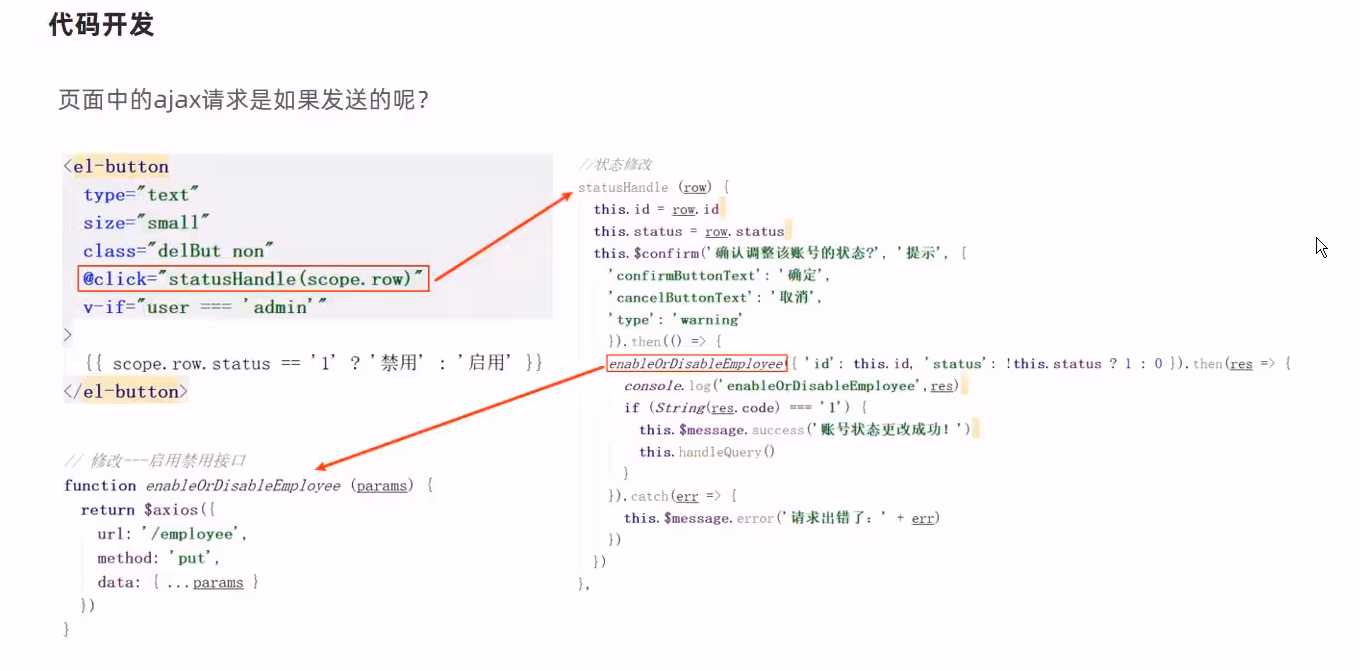 代码开发
页面中的ajax请求是如果发送的呢？
<el-button
type="text"
size="small"
class="delBut non"
@click="statusHandle(scope.row)"
v-if="user === 'admin'"
>
{{ scope.row.status == '1' ? '禁用' : '启用' }}
</el-button>
// 修改---启用禁用接口
function enableOrDisableEmployee (params) {
return $axios({
url: '/employee',
method: 'put',
data: { ...params }
})
}
//状态修改
statusHandle (row) {
this.id = row.id
this.status = row.status
this.$confirm('确认调整该账号的状态?', '提示', {
'confirmButtonText': '确定',
'cancelButtonText': '取消',
'type': 'warning'
}).then(() => {
enableOrDisableEmployee({ 'id': this.id, 'status': !this.status ? 1 : 0 }).then(res => {
console.log('enableOrDisableEmployee',res)
if (String(res.code) === '1') {
this.$message.success('账号状态更改成功！')
this.handleQuery()
}
}).catch(err => {
this.$message.error('请求出错了：' + err)
})
})
},